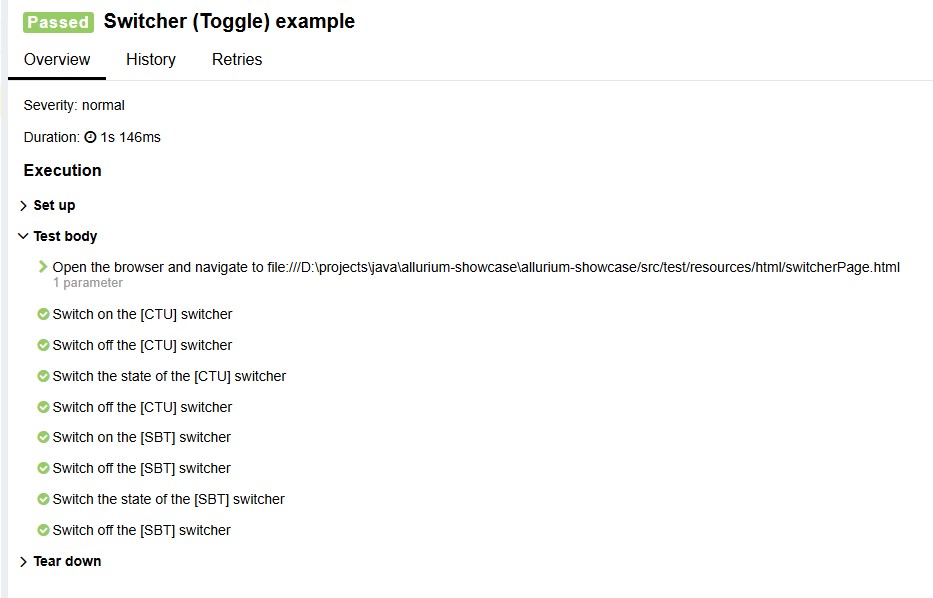 Passed Switcher (Toggle) example
Overview History Retries
Severity: normal
Duration: 1s 146ms
Execution
Set up
Test body
Open the browser and navigate to file:///D:\projects\java\allurium-showcase\allurium-showcase/src/test/resources/html/switcherPage.html
1 parameter
Switch on the [CTU] switcher
Switch off the [CTU] switcher
Switch the state of the [CTU] switcher
Switch off the [CTU] switcher
Switch on the [SBT] switcher
Switch off the [SBT] switcher
Switch the state of the [SBT] switcher
Switch off the [SBT] switcher
Tear down